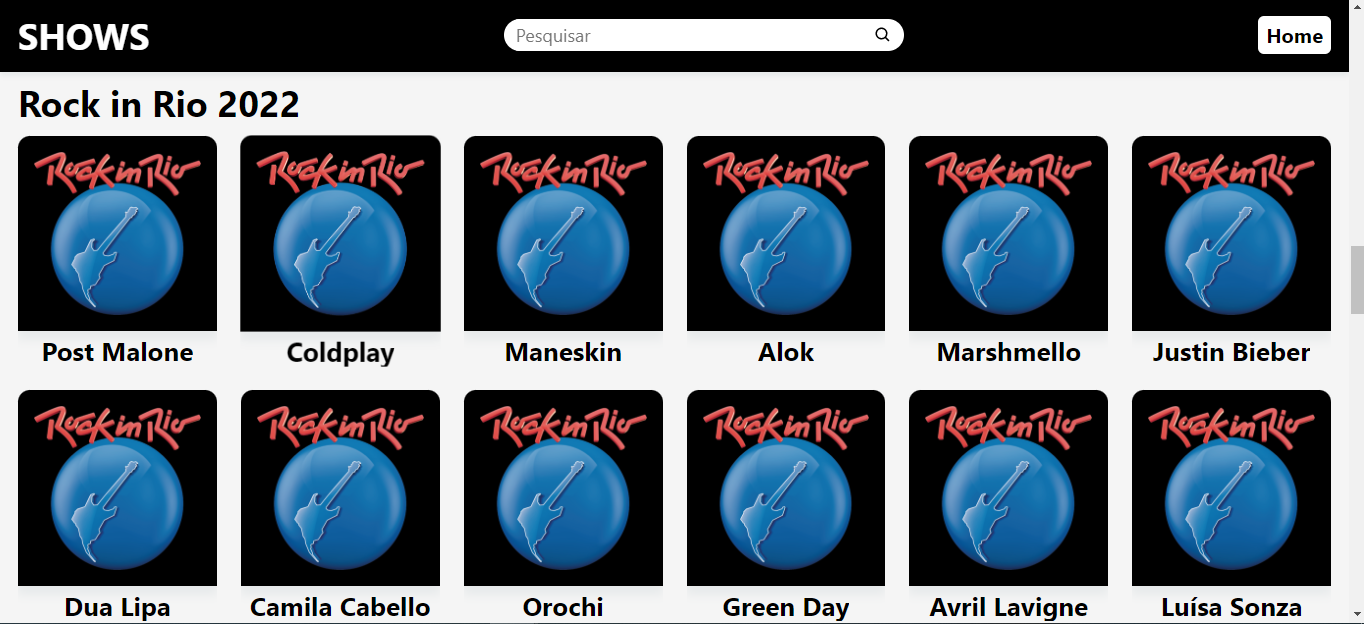 SHOWS Pesquisar Home
Rock in Rio 2022
Rock in Rio Rock in Rio Rock in Rio Rock in Rio Rock in Rio Rock in Rio
Post Malone Coldplay Maneskin Alok Marshmello Justin Bieber
Rock in Rio Rock in Rio Rock in Rio Rock in Rio Rock in Rio Rock in Rio
Dua Lipa Camila Cabello Orochi Green Day Avril Lavigne Luísa Sonza